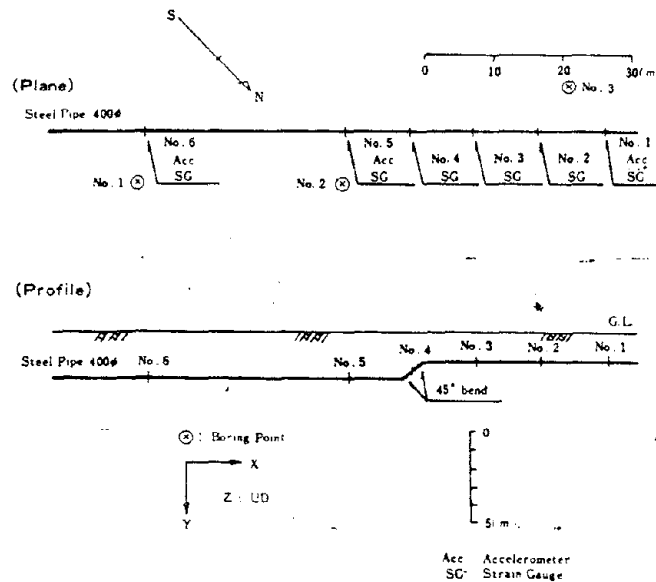 S
N
(Plane)
0 10 20 30(m
No. 3
Steel Pipe 400ø
No. 6
Acc
SG
No. 5
Acc
SG
No. 4
SG
No. 3
SG
No. 2
SG
No. 1
Acc
SG
No. 1
No. 2
(Profile)
G.L.
Steel Pipe 400ø
No. 6
No. 5
No. 4
No. 3
No. 2
No. 1
45° bend
: Boring Point
X
Z : UD
Y
0
5(m
Acc Accelerometer
SG Strain Gauge